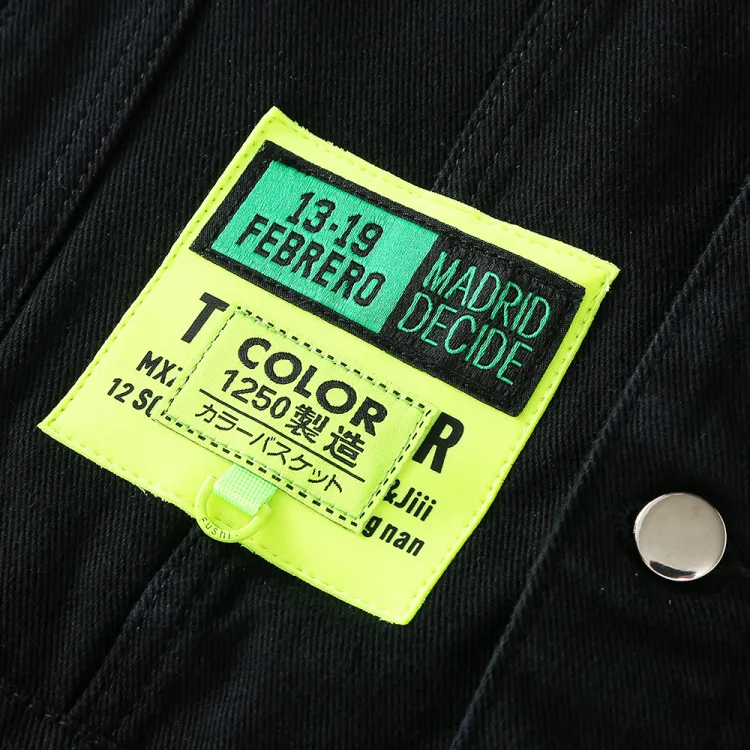 13-19
FEBRERO
MADRID
DECIDE
COLOR
1250製造
カラーバスケット
12
&Jiii
gnan